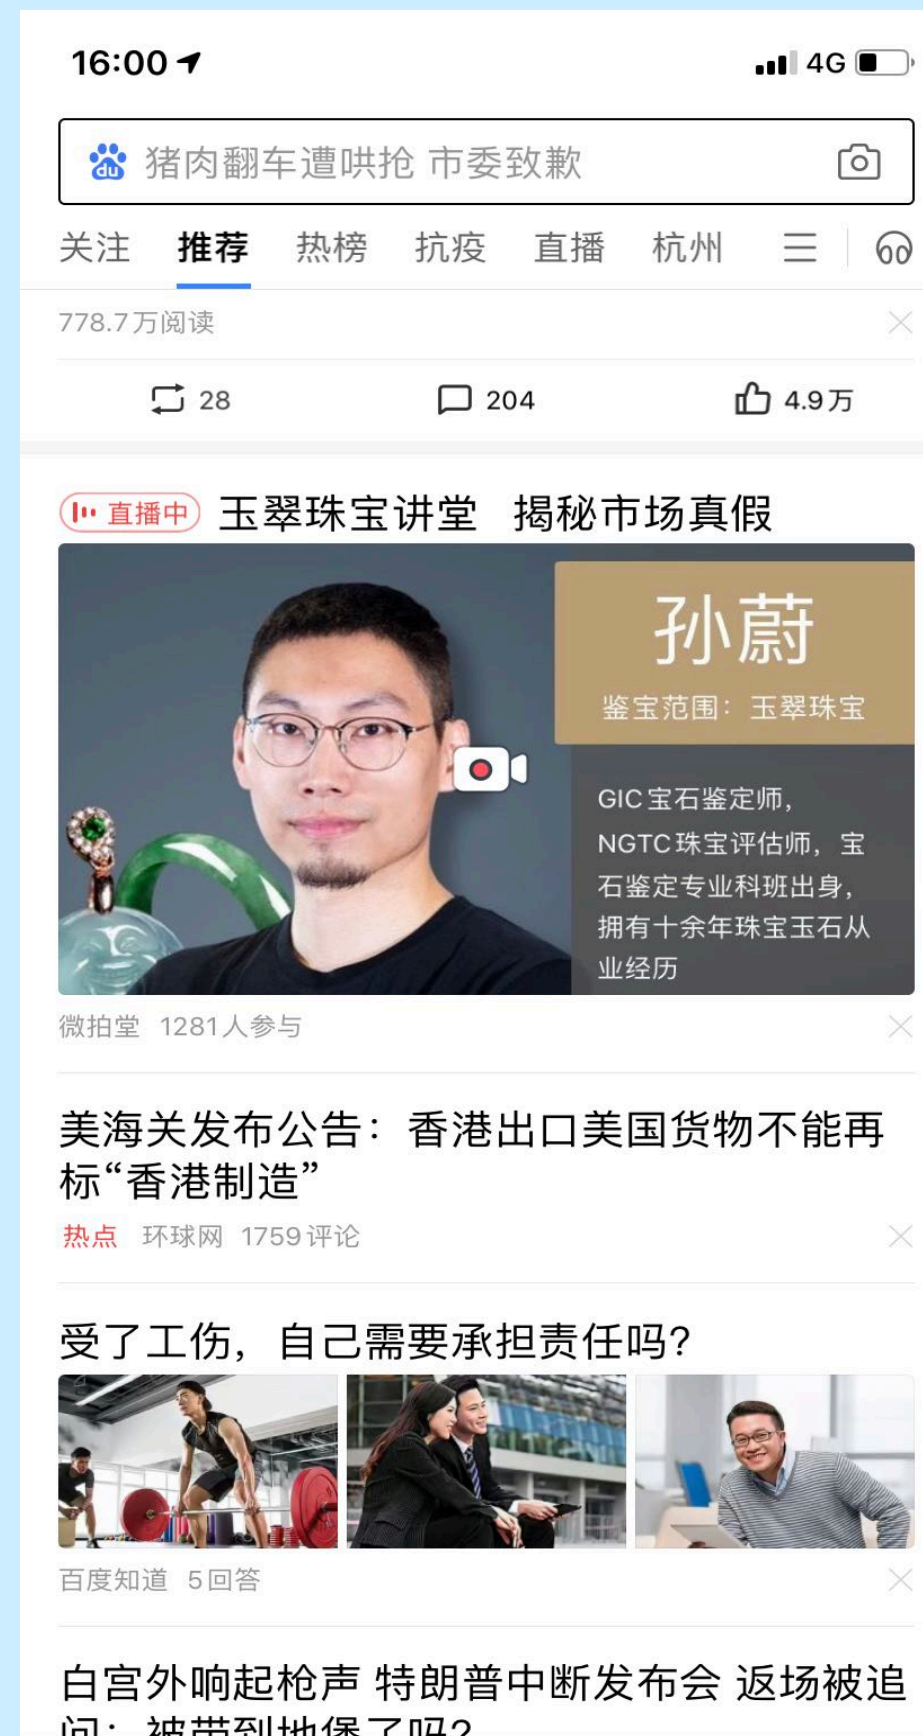 16:00
4G
du 猪肉翻车遭哄抢 市委致歉
关注 推荐 热榜 抗疫 直播 杭州
778.7万阅读
28 204 4.9万
直播中 玉翠珠宝讲堂 揭秘市场真假
孙蔚
鉴宝范围：玉翠珠宝
GIC宝石鉴定师，
NGTC珠宝评估师，宝
石鉴定专业科班出身，
拥有十余年珠宝玉石从
业经历
微拍堂 1281人参与
美海关发布公告：香港出口美国货物不能再
标“香港制造”
热点 环球网 1759评论
受了工伤，自己需要承担责任吗？
百度知道 5回答
白宫外响起枪声 特朗普中断发布会 返场被追
问：被带到地堡了吗？